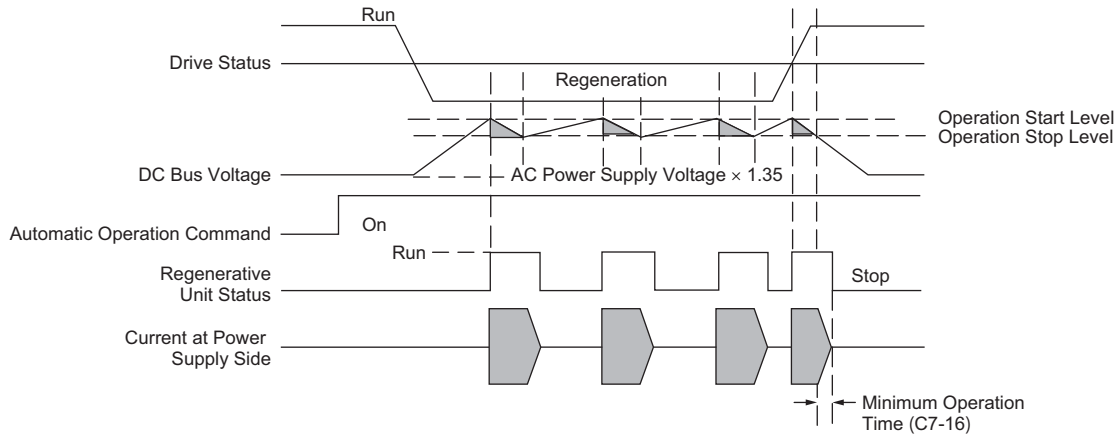 Run
Drive Status
Regeneration
Operation Start Level
Operation Stop Level
DC Bus Voltage
AC Power Supply Voltage × 1.35
Automatic Operation Command
On
Run
Regenerative
Unit Status
Stop
Current at Power
Supply Side
Minimum Operation
Time (C7-16)